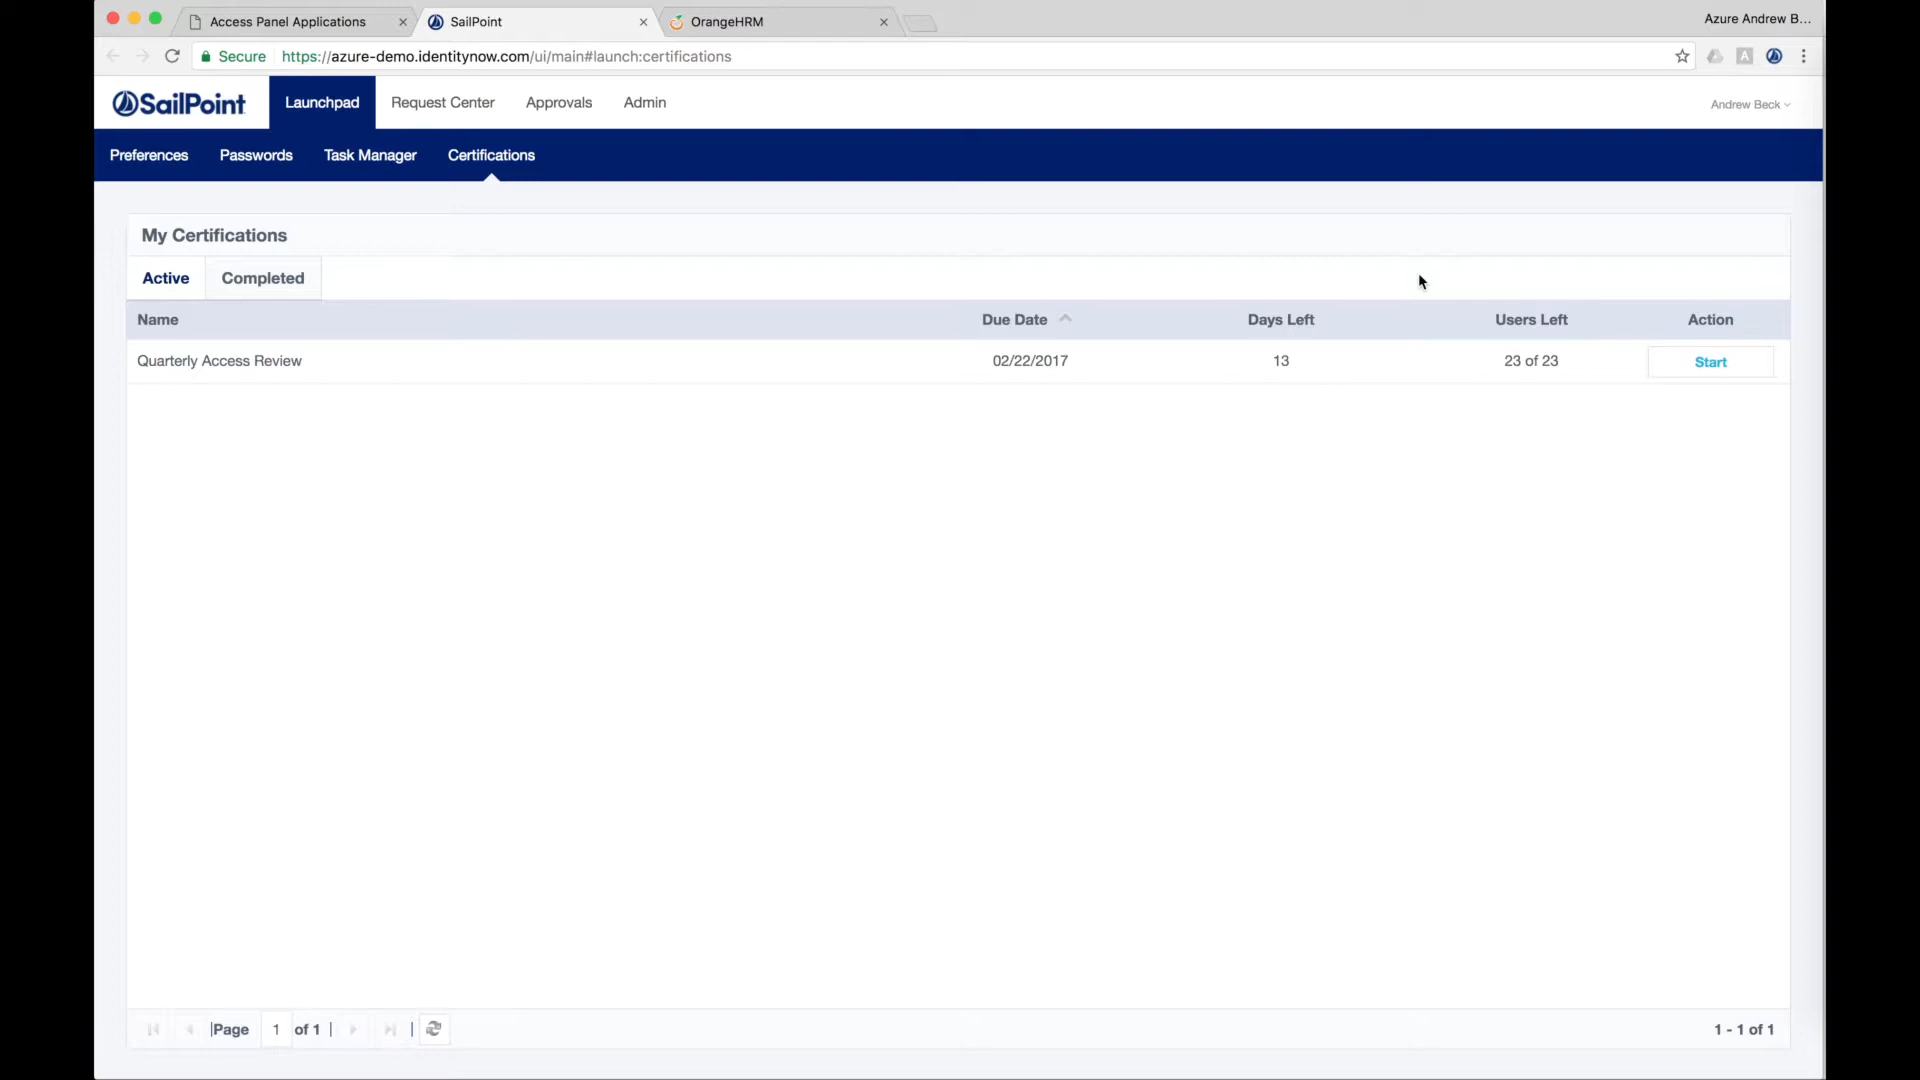 Access Panel Applications
SailPoint
OrangeHRM
Azure Andrew B...
Secure https://azure-demo.identitynow.com/ui/main#launch:certifications
A
SailPoint
Launchpad
Request Center
Approvals
Admin
Andrew Beck
Preferences
Passwords
Task Manager
Certifications
My Certifications
Active
Completed
Name
Due Date
Days Left
Users Left
Action
Quarterly Access Review
02/22/2017
13
23 of 23
Start
|Page 1 of 1 | |
1 - 1 of 1